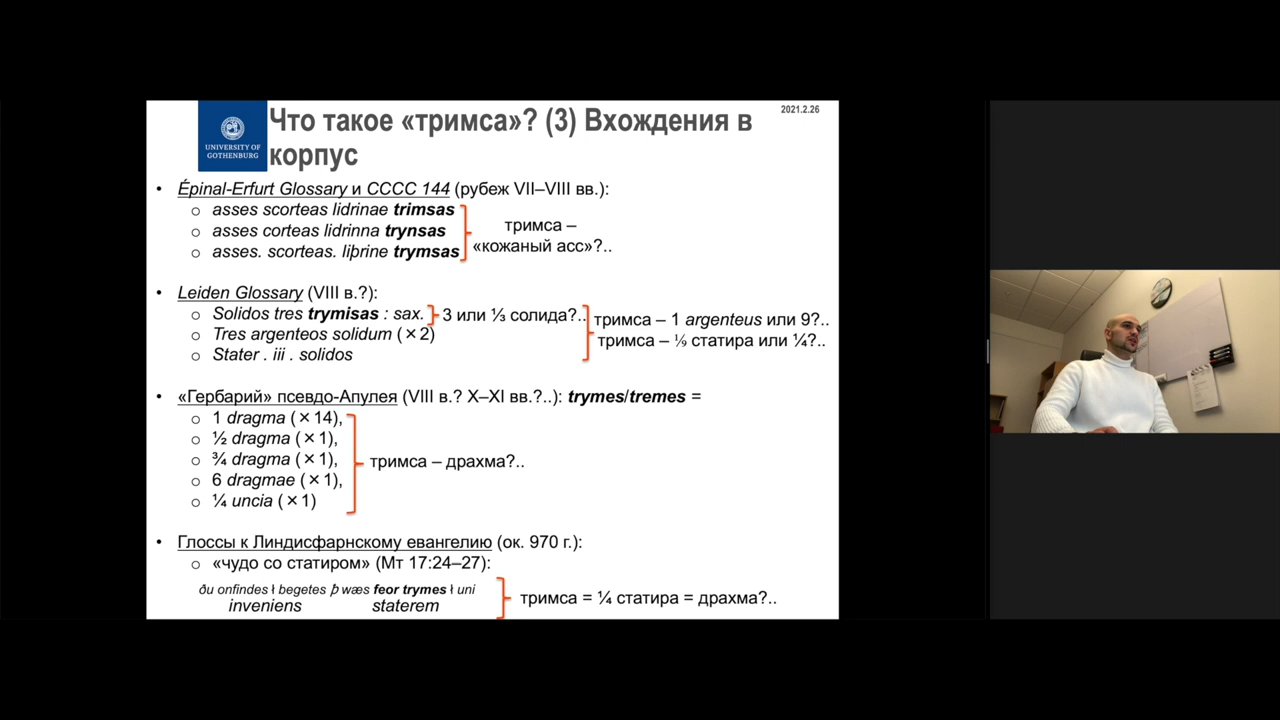 2021.2.26
UNIVERSITY OF
GOTHENBURG
Что такое «тримса»? (3) Вхождения в
корпус
• Épinal-Erfurt Glossary и CCCC 144 (рубеж VII–VIII вв.):
o asses scorteas lidrinae trimsas
o asses corteas lidrinna trynsas
o asses. scorteas. liþrine trymsas
тримса –
«кожаный асс»?..
• Leiden Glossary (VIII в.?):
o Solidos tres trymisas : sax.
3 или ⅓ солида?..
o Tres argenteos solidum (×2)
o Stater . iii . solidos
тримса – 1 argenteus или 9?..
тримса – ⅑ статира или ¼?..
• «Гербарий» псевдо-Апулея (VIII в.? X–XI вв.?..): trymes/tremes =
o 1 dragma (×14),
o ½ dragma (×1),
o ¾ dragma (×1),
o 6 dragmae (×1),
o ¼ uncia (×1)
тримса – драхма?..
• Глоссы к Линдисфарнскому евангелию (ок. 970 г.):
o «чудо со статиром» (Мт 17:24–27):
ðu onfindes ł begetes ꝥ wæs feor trymes ł uni
inveniens staterem
тримса = ¼ статира = драхма?..